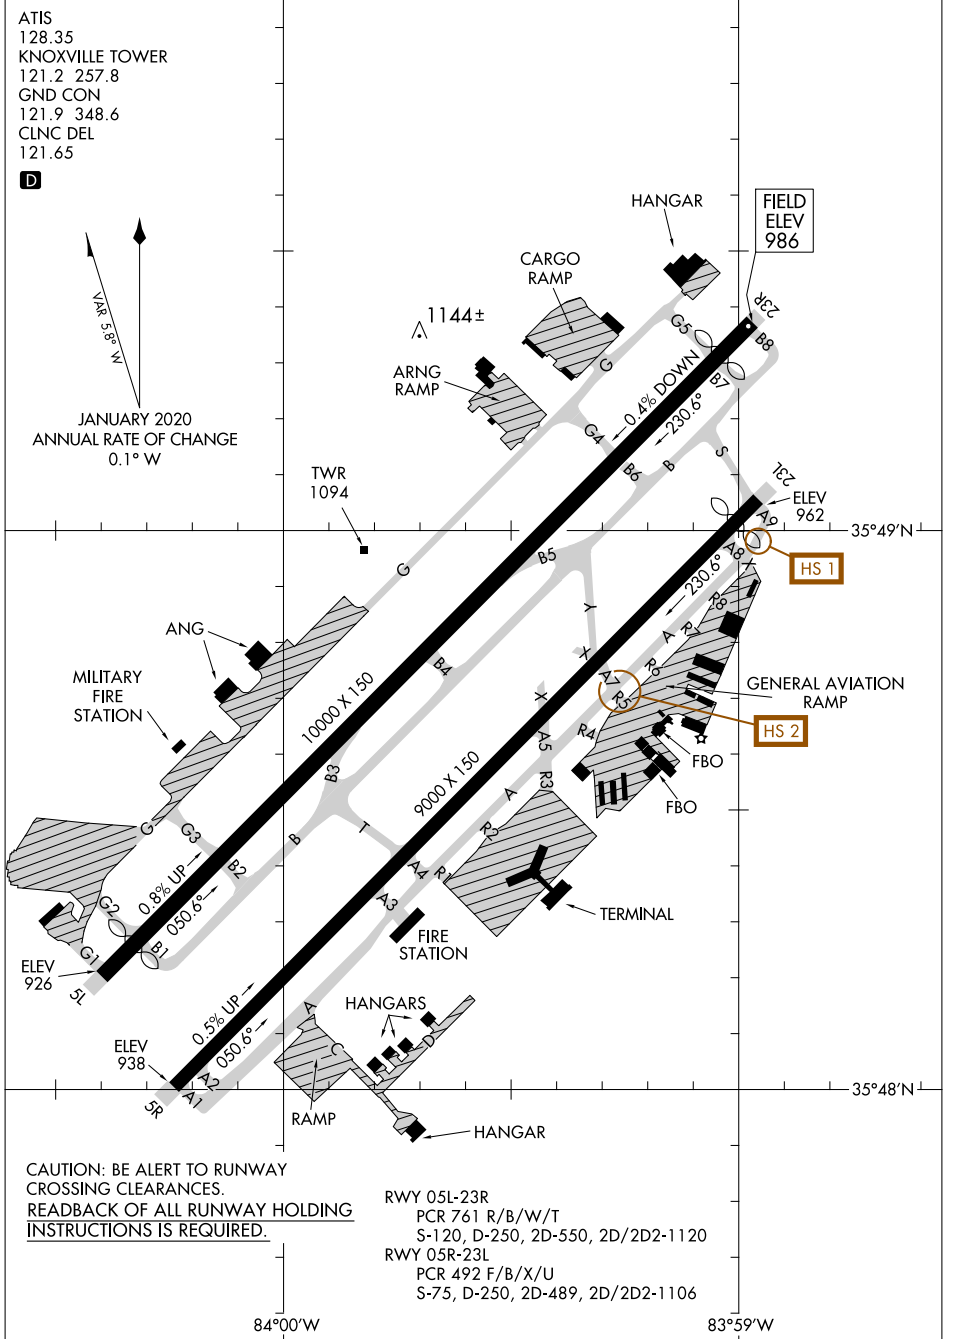 ATIS
128.35
KNOXVILLE TOWER
121.2 257.8
GND CON
121.9 348.6
CLNC DEL
121.65
D
VAR 5.8° W
JANUARY 2020
ANNUAL RATE OF CHANGE
0.1° W
HANGAR
FIELD
ELEV
986
CARGO
RAMP
1144±
ARNG
RAMP
23R
G5
B8
B7
G
0.4% DOWN
230.6°
G4
B6
B
S
23L
TWR
1094
ELEV
962
A9
35°49'N
A8
HS 1
B5
G
230.6°
X
Y
R8
R7
A
ANG
X
R6
B4
A7
R5
GENERAL AVIATION
RAMP
MILITARY
FIRE
STATION
10000 X 150
X
HS 2
R4
A5
FBO
B3
9000 X 150
R3
FBO
A
G
G3
B
T
R2
B2
0.8% UP
050.6°
A4
R1
A3
G2
TERMINAL
B1
FIRE
STATION
G1
ELEV
926
5L
A
HANGARS
0.5% UP
050.6°
C
D
ELEV
938
A2
A1
5R
35°48'N
RAMP
HANGAR
CAUTION: BE ALERT TO RUNWAY
CROSSING CLEARANCES.
READBACK OF ALL RUNWAY HOLDING
INSTRUCTIONS IS REQUIRED.
RWY 05L-23R
PCR 761 R/B/W/T
S-120, D-250, 2D-550, 2D/2D2-1120
RWY 05R-23L
PCR 492 F/B/X/U
S-75, D-250, 2D-489, 2D/2D2-1106
84°00'W
83°59'W